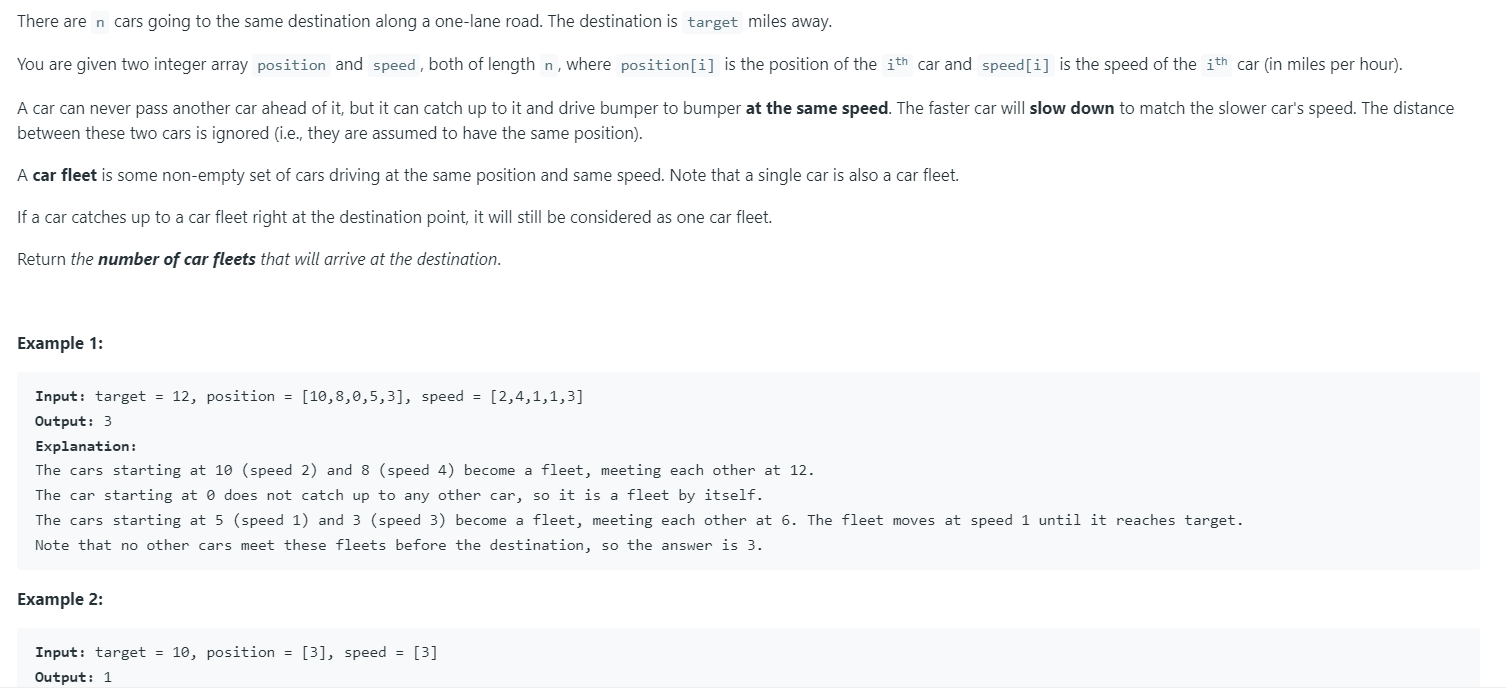 There are n cars going to the same destination along a one-lane road. The destination is target miles away.
You are given two integer array position and speed, both of length n, where position[i] is the position of the ith car and speed[i] is the speed of the ith car (in miles per hour).
A car can never pass another car ahead of it, but it can catch up to it and drive bumper to bumper at the same speed. The faster car will slow down to match the slower car's speed. The distance
between these two cars is ignored (i.e., they are assumed to have the same position).
A car fleet is some non-empty set of cars driving at the same position and same speed. Note that a single car is also a car fleet.
If a car catches up to a car fleet right at the destination point, it will still be considered as one car fleet.
Return the number of car fleets that will arrive at the destination.
Example 1:
Input: target = 12, position = [10,8,0,5,3], speed = [2,4,1,1,3]
Output: 3
Explanation:
The cars starting at 10 (speed 2) and 8 (speed 4) become a fleet, meeting each other at 12.
The car starting at 0 does not catch up to any other car, so it is a fleet by itself.
The cars starting at 5 (speed 1) and 3 (speed 3) become a fleet, meeting each other at 6. The fleet moves at speed 1 until it reaches target.
Note that no other cars meet these fleets before the destination, so the answer is 3.
Example 2:
Input: target = 10, position = [3], speed = [3]
Output: 1